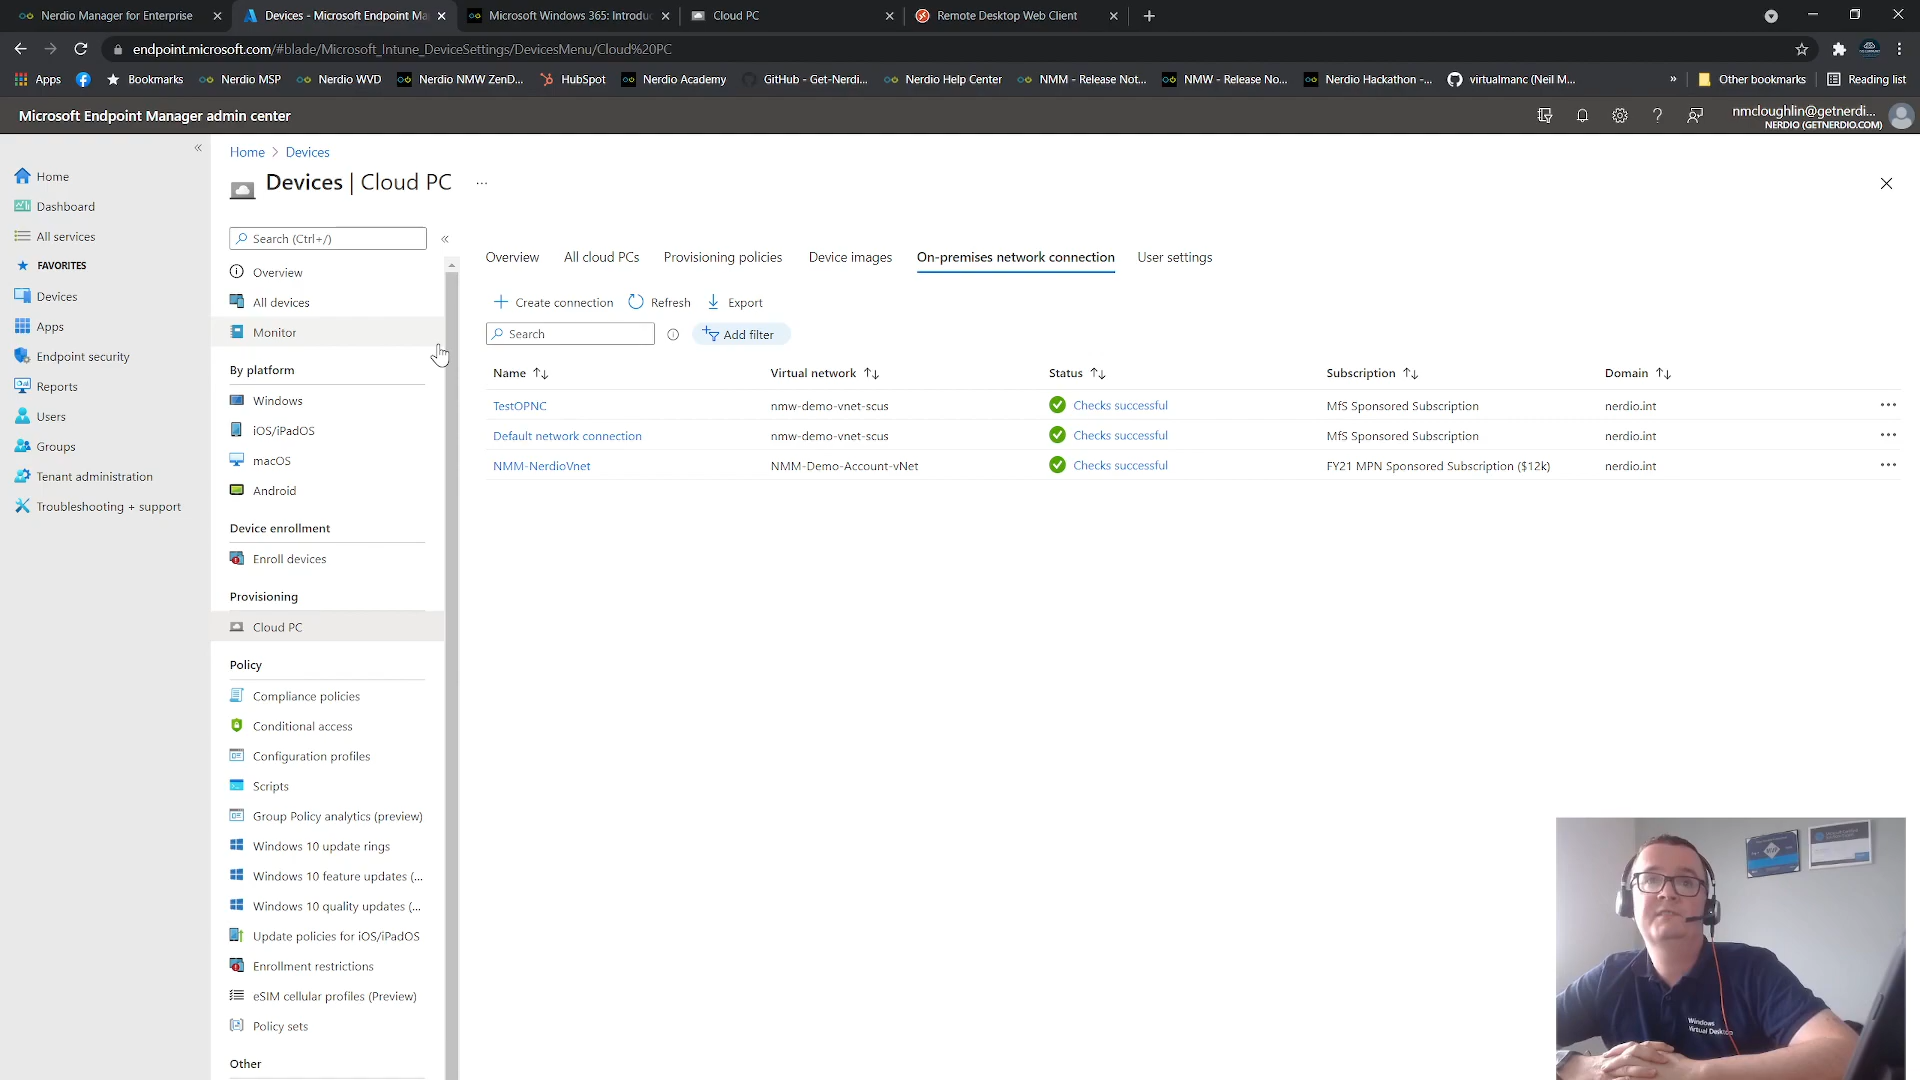 Nerdio Manager for Enterprise
Devices - Microsoft Endpoint Ma
Microsoft Windows 365: Introduc
Cloud PC
Remote Desktop Web Client
endpoint.microsoft.com/#blade/Microsoft_Intune_DeviceSettings/DevicesMenu/Cloud%20PC
Apps
Bookmarks
Nerdio MSP
Nerdio WVD
Nerdio NMW ZenD...
HubSpot
Nerdio Academy
GitHub - Get-Nerdi...
Nerdio Help Center
NMM - Release Not...
NMW - Release No...
Nerdio Hackathon -...
virtualmanc (Neil M...
»
Other bookmarks
Reading list
Microsoft Endpoint Manager admin center
nmcloughlin@getnerdi...
NERDIO (GETNERDIO.COM)
«
Home
Dashboard
All services
FAVORITES
Devices
Apps
Endpoint security
Reports
Users
Groups
Tenant administration
Troubleshooting + support
Home > Devices
Devices | Cloud PC
...
Search (Ctrl+/)
«
Overview
All devices
Monitor
By platform
Windows
iOS/iPadOS
macOS
Android
Device enrollment
Enroll devices
Provisioning
Cloud PC
Policy
Compliance policies
Conditional access
Configuration profiles
Scripts
Group Policy analytics (preview)
Windows 10 update rings
Windows 10 feature updates (...
Windows 10 quality updates (...
Update policies for iOS/iPadOS
Enrollment restrictions
eSIM cellular profiles (Preview)
Policy sets
Other
Overview
All cloud PCs
Provisioning policies
Device images
On-premises network connection
User settings
Create connection
Refresh
Export
Search
Add filter
Name Virtual network Status Subscription Domain
TestOPNC nmw-demo-vnet-scus Checks successful MfS Sponsored Subscription nerdio.int ...
Default network connection nmw-demo-vnet-scus Checks successful MfS Sponsored Subscription nerdio.int ...
NMM-NerdioVnet NMM-Demo-Account-vNet Checks successful FY21 MPN Sponsored Subscription ($12k) nerdio.int ...
Windows
Virtual Desktop